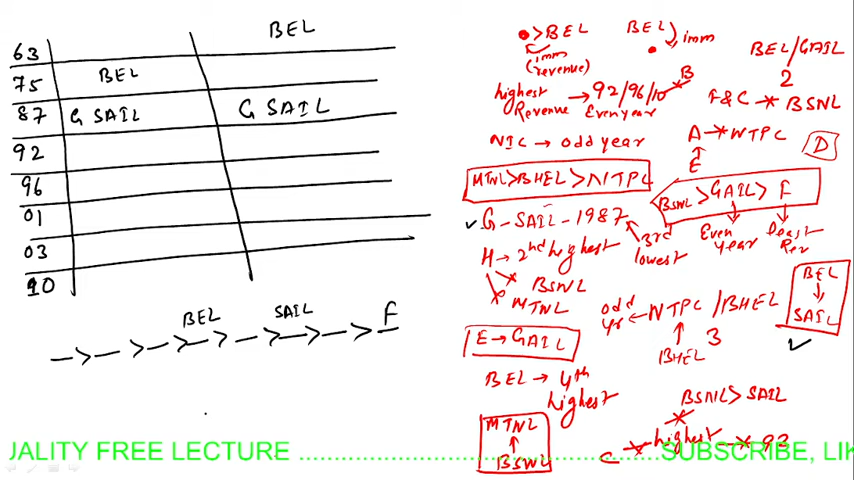 BEL
63
75 BEL
87 G SAIL G SAIL
92
96
01
03
10
BEL SAIL F
— > — > — > — > — > — > — > —
• > BEL
imm
(revenue)
BEL
imm
BEL/GAIL
2
highest
Revenue → 92/96/10 B
Even year
F&C BSNL
NIC → odd year
A NTPC
E
D
MTNL > BHEL > NTPC
BSNL > GAIL > F
Even
year
least
Rev
G - SAIL - 1987
3rd
lowest
H → 2nd highest
BSNL
MTNL
odd
yr ← NTPC / BHEL
BHEL 3
BEL
SAIL
E → GAIL
BEL → 4th
highest
BSNL > SAIL
MTNL
BSNL
C highest 92
UALITY FREE LECTURE ..........................................................SUBSCRIBE, LIK